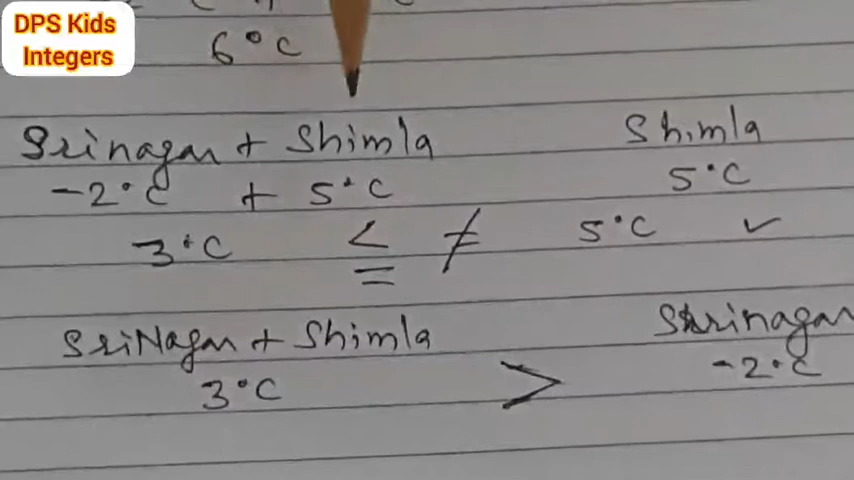 DPS Kids
Integers
6°C
Srinagar + Shimla Shimla
-2°C + 5°C 5°C
3°C < = ≠ 5°C ✓
SriNagar + Shimla Srinagar
3°C > -2°C